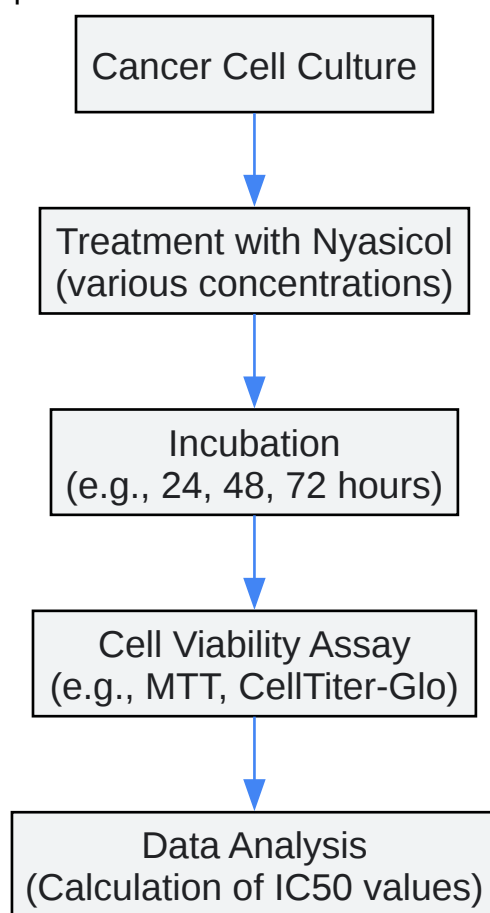 Cancer Cell Culture
Treatment with Nyasicol
(various concentrations)
Incubation
(e.g., 24, 48, 72 hours)
Cell Viability Assay
(e.g., MTT, CellTiter-Glo)
Data Analysis
(Calculation of IC50 values)